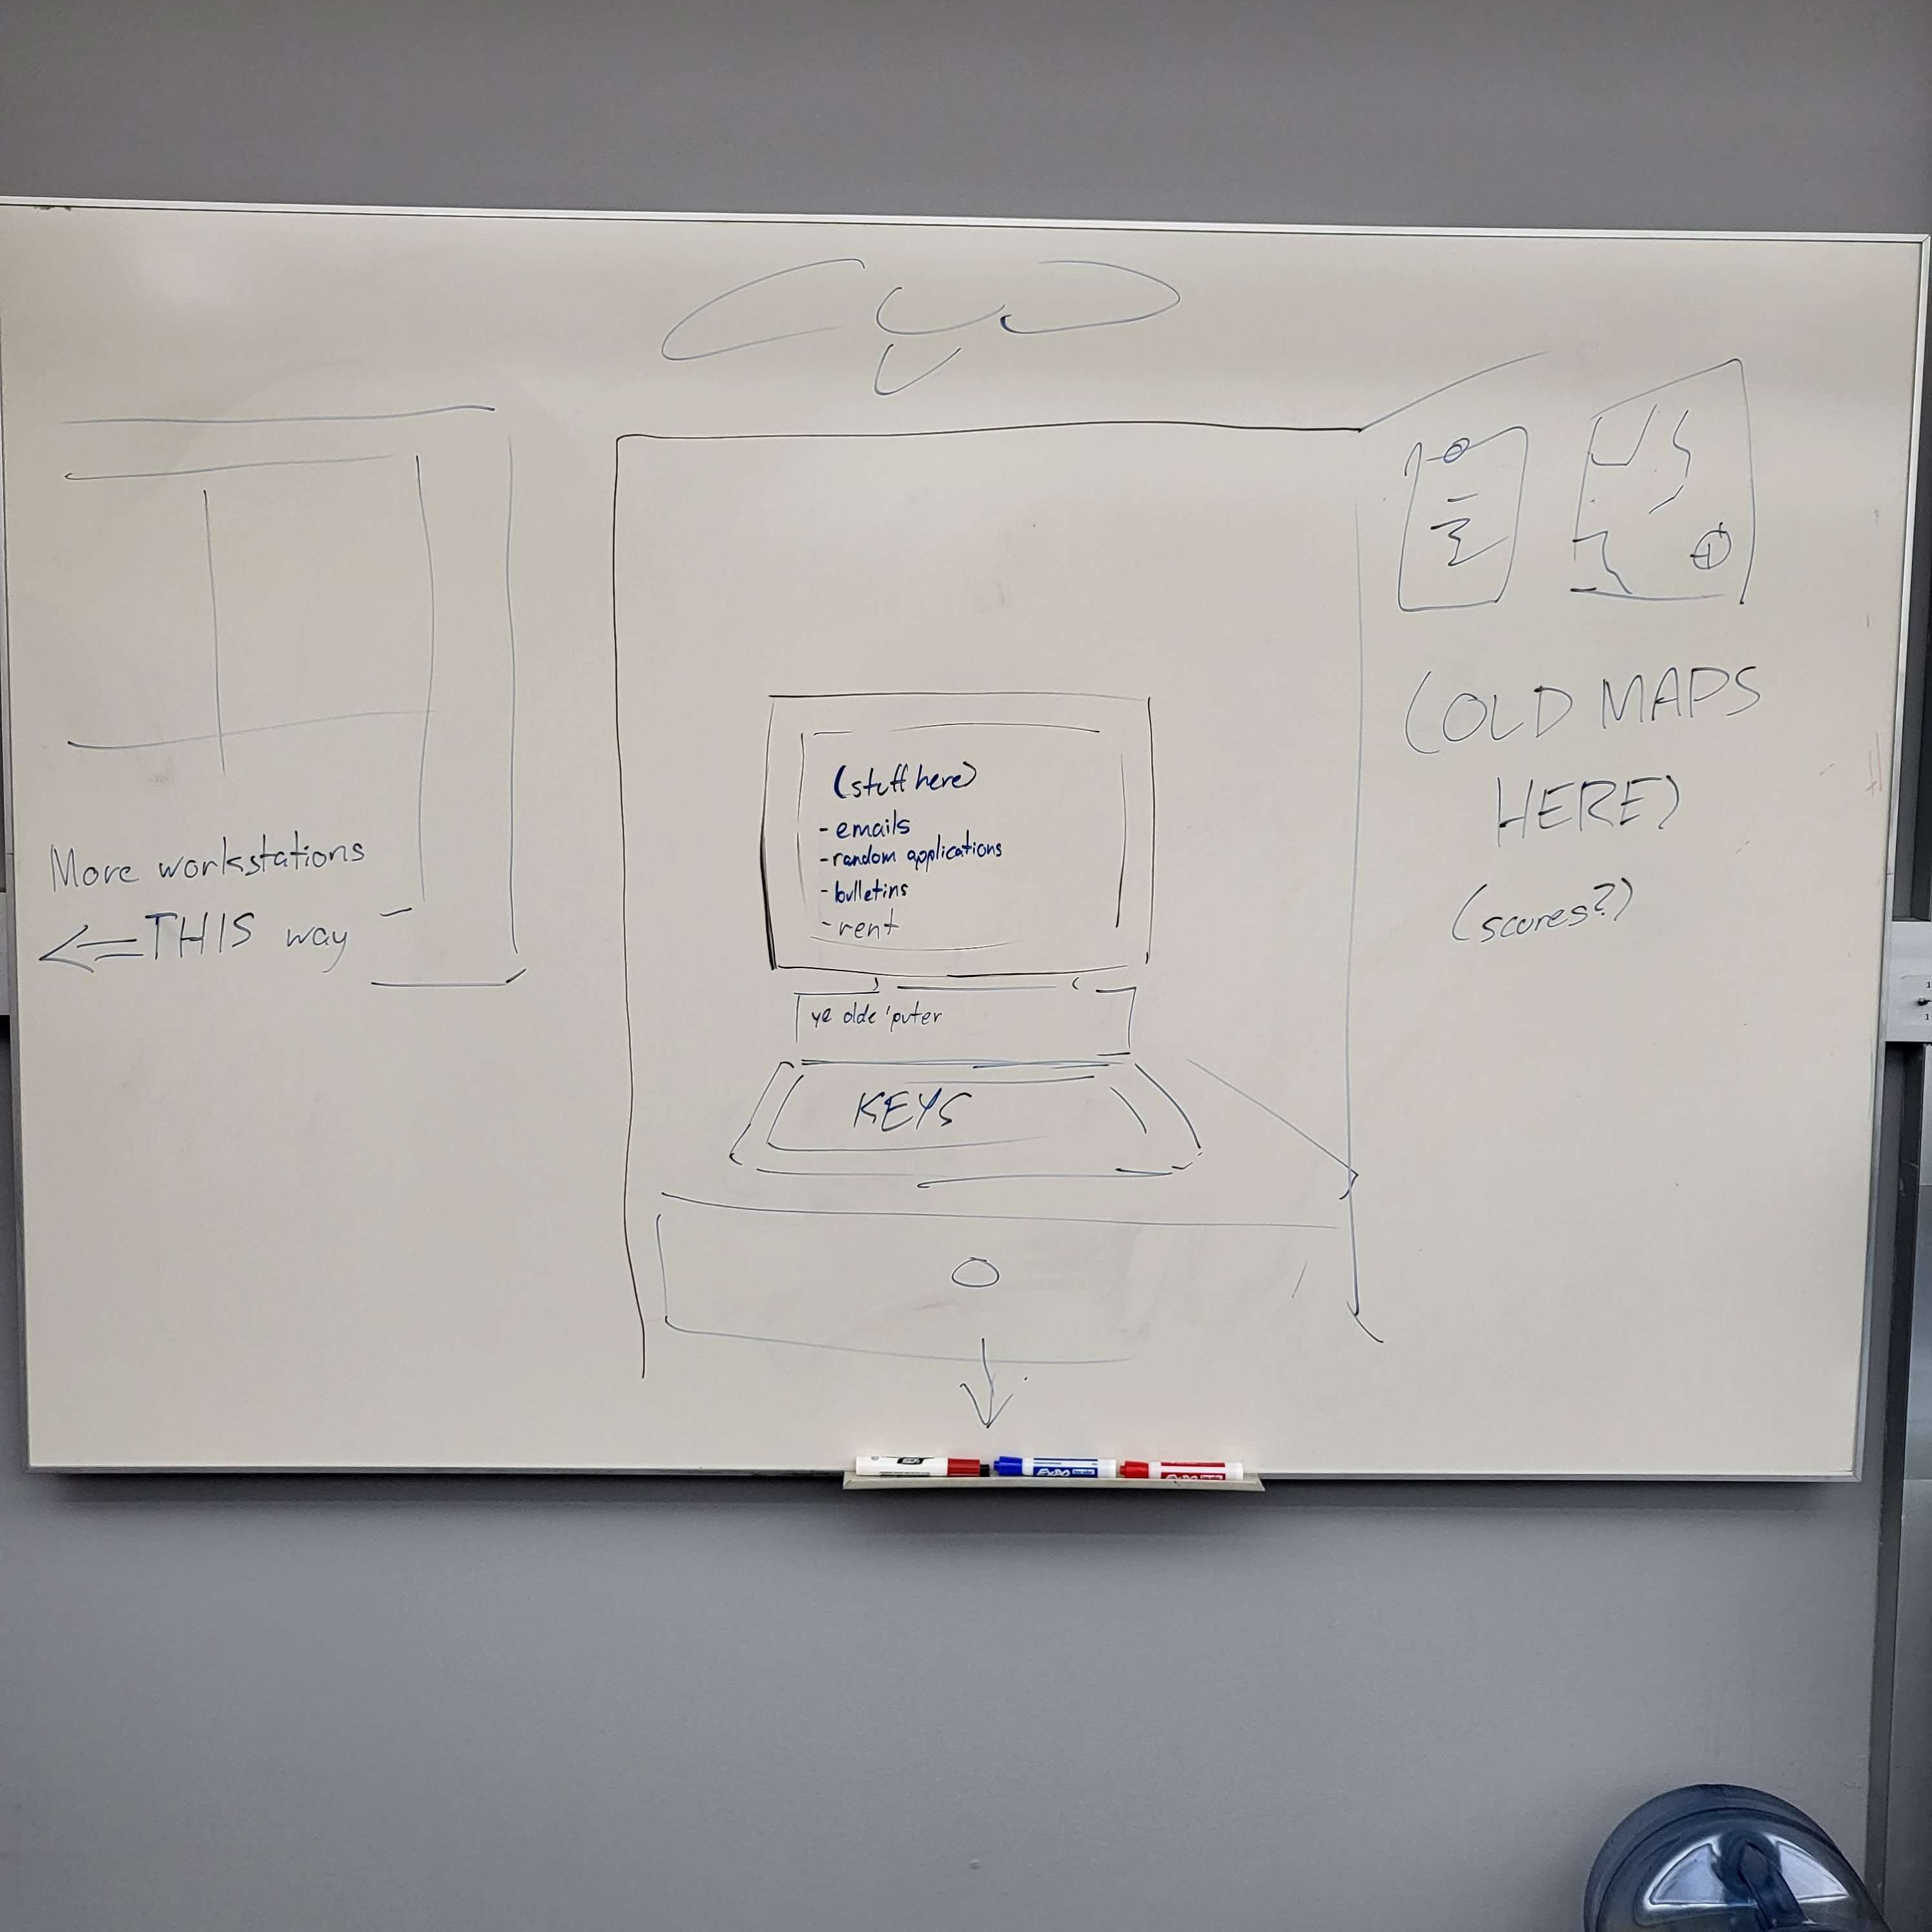 More workstations
THIS way
(stuff here)
- emails
- random applications
- bulletins
- rent
ye olde 'puter
KEYS
(OLD MAPS
HERE)
(scores?)
EXPO
EXPO